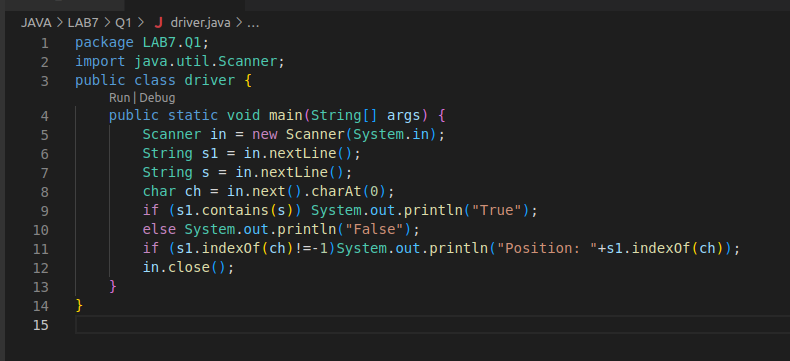 JAVA > LAB7 > Q1 > J driver.java > ...
1 package LAB7.Q1;
2 import java.util.Scanner;
3 public class driver {
Run | Debug
4 public static void main(String[] args) {
5 Scanner in = new Scanner(System.in);
6 String s1 = in.nextLine();
7 String s = in.nextLine();
8 char ch = in.next().charAt(0);
9 if (s1.contains(s)) System.out.println("True");
10 else System.out.println("False");
11 if (s1.indexOf(ch)!=-1)System.out.println("Position: "+s1.indexOf(ch));
12 in.close();
13 }
14 }
15